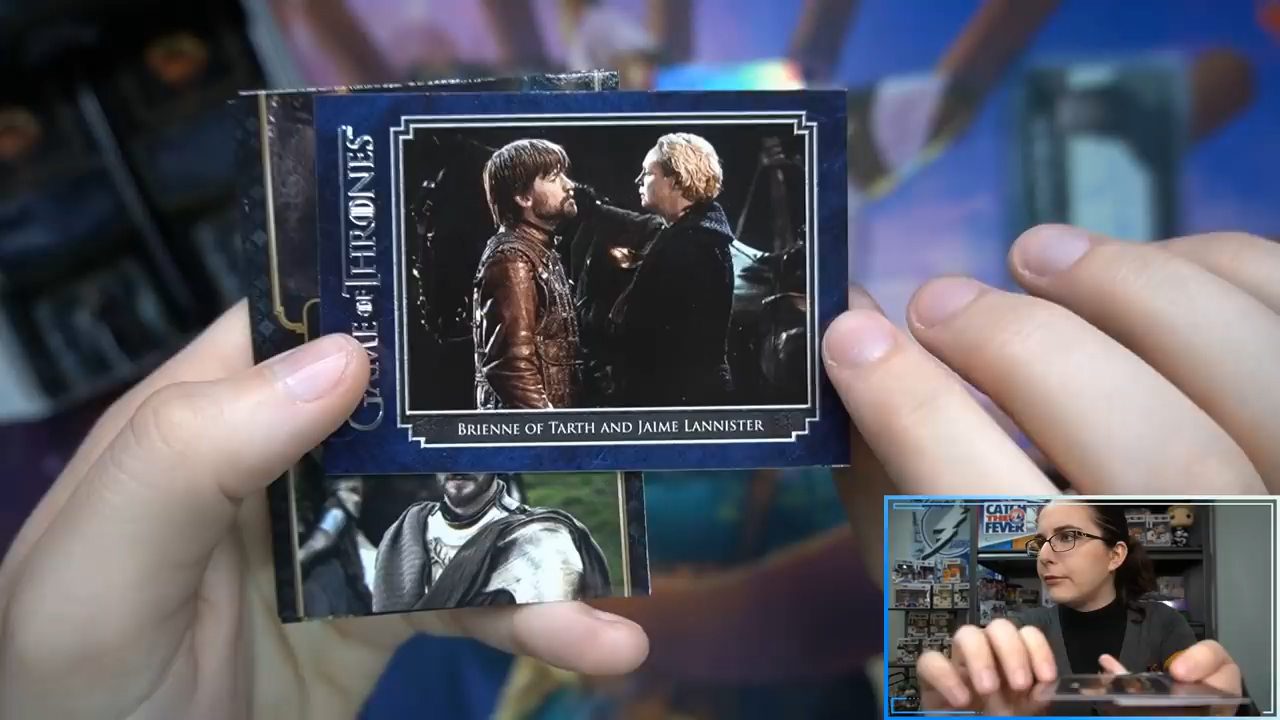 GAME OF THRONES
BRIENNE OF TARTH AND JAIME LANNISTER
CATCH
THE
FEVER